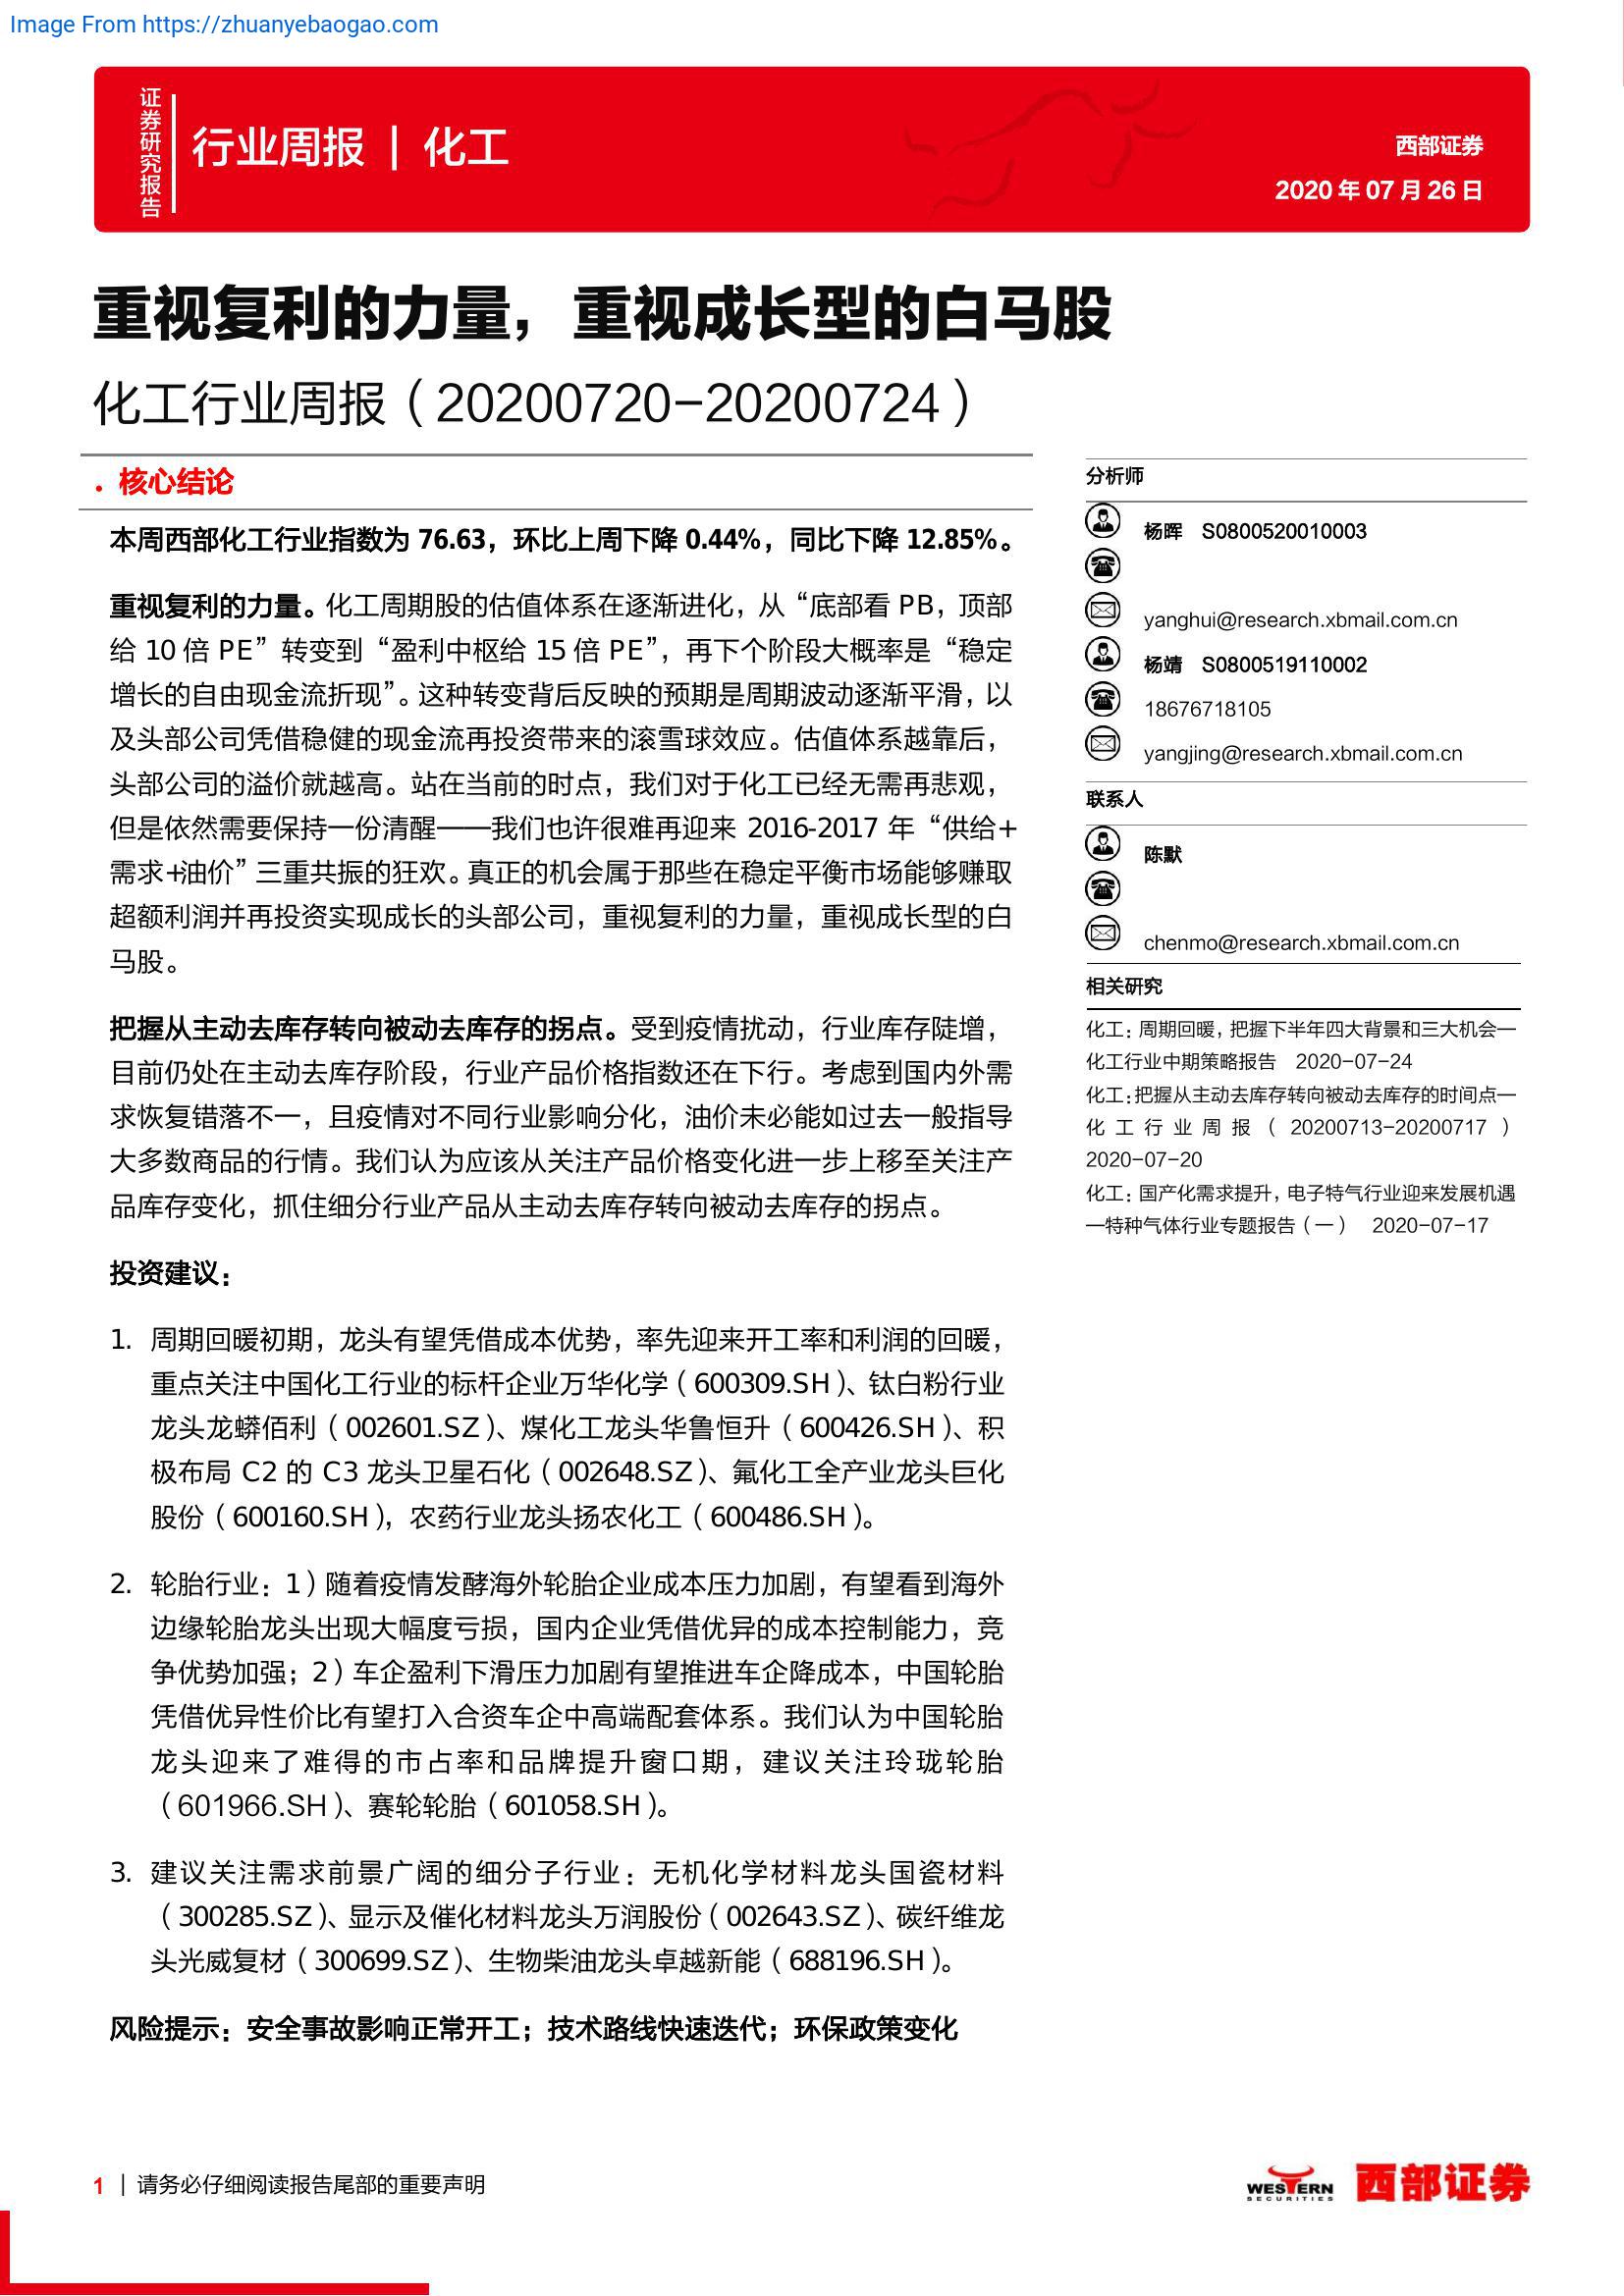 Image From https://zhuanyebaogao.com
证券研究报告
行业周报 | 化工
西部证券
2020 年 07 月 26 日
重视复利的力量，重视成长型的白马股
化工行业周报（20200720-20200724）
• 核心结论
本周西部化工行业指数为 76.63，环比上周下降 0.44%，同比下降 12.85%。
重视复利的力量。化工周期股的估值体系在逐渐进化，从“底部看 PB，顶部
给 10 倍 PE”转变到“盈利中枢给 15 倍 PE”，再下个阶段大概率是“稳定
增长的自由现金流折现”。这种转变背后反映的预期是周期波动逐渐平滑，以
及头部公司凭借稳健的现金流再投资带来的滚雪球效应。估值体系越靠后，
头部公司的溢价就越高。站在当前的时点，我们对于化工已经无需再悲观，
但是依然需要保持一份清醒——我们也许很难再迎来 2016-2017 年“供给+
需求+油价”三重共振的狂欢。真正的机会属于那些在稳定平衡市场能够赚取
超额利润并再投资实现成长的头部公司，重视复利的力量，重视成长型的白
马股。
把握从主动去库存转向被动去库存的拐点。受到疫情扰动，行业库存陡增，
目前仍处在主动去库存阶段，行业产品价格指数还在下行。考虑到国内外需
求恢复错落不一，且疫情对不同行业影响分化，油价未必能如过去一般指导
大多数商品的行情。我们认为应该从关注产品价格变化进一步上移至关注产
品库存变化，抓住细分行业产品从主动去库存转向被动去库存的拐点。
投资建议：
1. 周期回暖初期，龙头有望凭借成本优势，率先迎来开工率和利润的回暖，
重点关注中国化工行业的标杆企业万华化学（600309.SH）、钛白粉行业
龙头龙蟒佰利（002601.SZ）、煤化工龙头华鲁恒升（600426.SH）、积
极布局 C2 的 C3 龙头卫星石化（002648.SZ）、氟化工全产业龙头巨化
股份（600160.SH），农药行业龙头扬农化工（600486.SH）。
2. 轮胎行业：1）随着疫情发酵海外轮胎企业成本压力加剧，有望看到海外
边缘轮胎龙头出现大幅度亏损，国内企业凭借优异的成本控制能力，竞
争优势加强；2）车企盈利下滑压力加剧有望推进车企降成本，中国轮胎
凭借优异性价比有望打入合资车企中高端配套体系。我们认为中国轮胎
龙头迎来了难得的市占率和品牌提升窗口期，建议关注玲珑轮胎
（601966.SH）、赛轮轮胎（601058.SH）。
3. 建议关注需求前景广阔的细分子行业：无机化学材料龙头国瓷材料
（300285.SZ）、显示及催化材料龙头万润股份（002643.SZ）、碳纤维龙
头光威复材（300699.SZ）、生物柴油龙头卓越新能（688196.SH）。
风险提示：安全事故影响正常开工；技术路线快速迭代；环保政策变化
分析师
杨晖 S0800520010003
yanghui@research.xbmail.com.cn
杨靖 S0800519110002
18676718105
yangjing@research.xbmail.com.cn
联系人
陈默
chenmo@research.xbmail.com.cn
相关研究
化工：周期回暖，把握下半年四大背景和三大机会—
化工行业中期策略报告 2020-07-24
化工：把握从主动去库存转向被动去库存的时间点—
化工行业周报（20200713-20200717）
2020-07-20
化工：国产化需求提升，电子特气行业迎来发展机遇
—特种气体行业专题报告（一） 2020-07-17
1 | 请务必仔细阅读报告尾部的重要声明
WESTERN
SECURITIES
西部证券